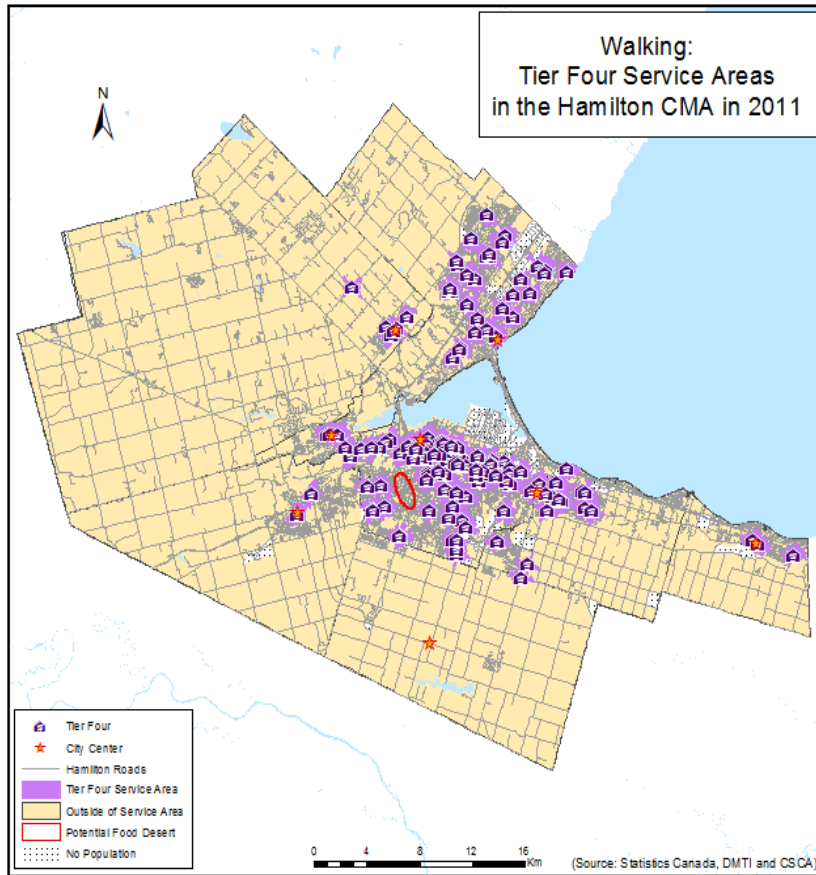 Walking:
Tier Four Service Areas
in the Hamilton CMA in 2011
N
Tier Four
City Center
Hamilton Roads
Tier Four Service Area
Outside of Service Area
Potential Food Desert
No Population
0 4 8 12 16
Km
(Source: Statistics Canada, DMTI and CSCA)